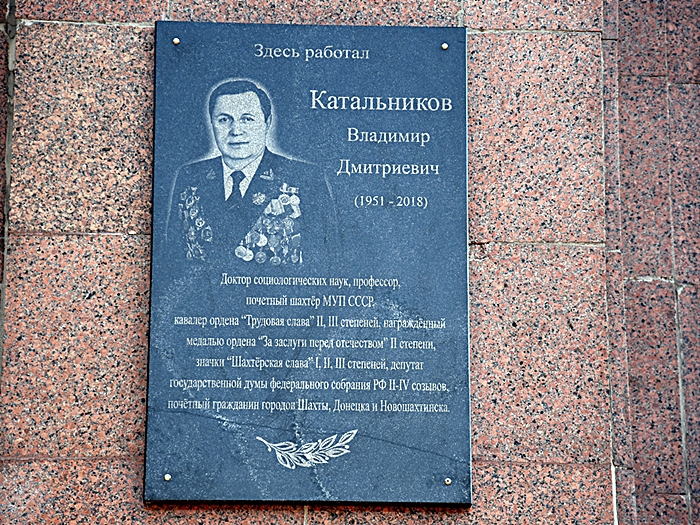 Здесь работал
Катальников
Владимир
Дмитриевич
(1951 - 2018)
Доктор социологических наук, профессор,
почетный шахтёр МУП СССР,
кавалер ордена "Трудовая слава" II, III степеней, награждённый
медалью ордена "За заслуги перед отечеством" II степени,
значки "Шахтёрская слава" I, II, III степеней, депутат
государственной думы федерального собрания РФ II-IV созывов,
почётный гражданин городов Шахты, Донецка и Новошахтинска.